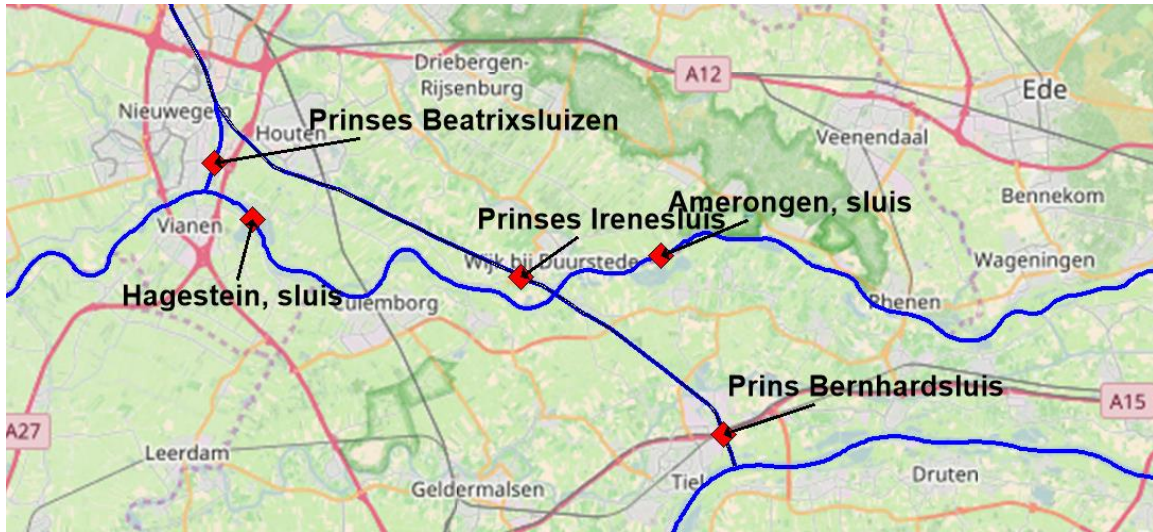 Driebergen-
Rijsenburg
A12
Ede
Nieuwegein
Prinses Beatrixsluizen
Houten
Veenendaal
Bennekom
Amerongen, sluis
Prinses Irenesluis
Vianen
Wijk bij Duurstede
Wageningen
Hagestein, sluis
Culemborg
Rhenen
Prins Bernhardsluis
A15
A27
Leerdam
Tiel
Druten
Geldermalsen